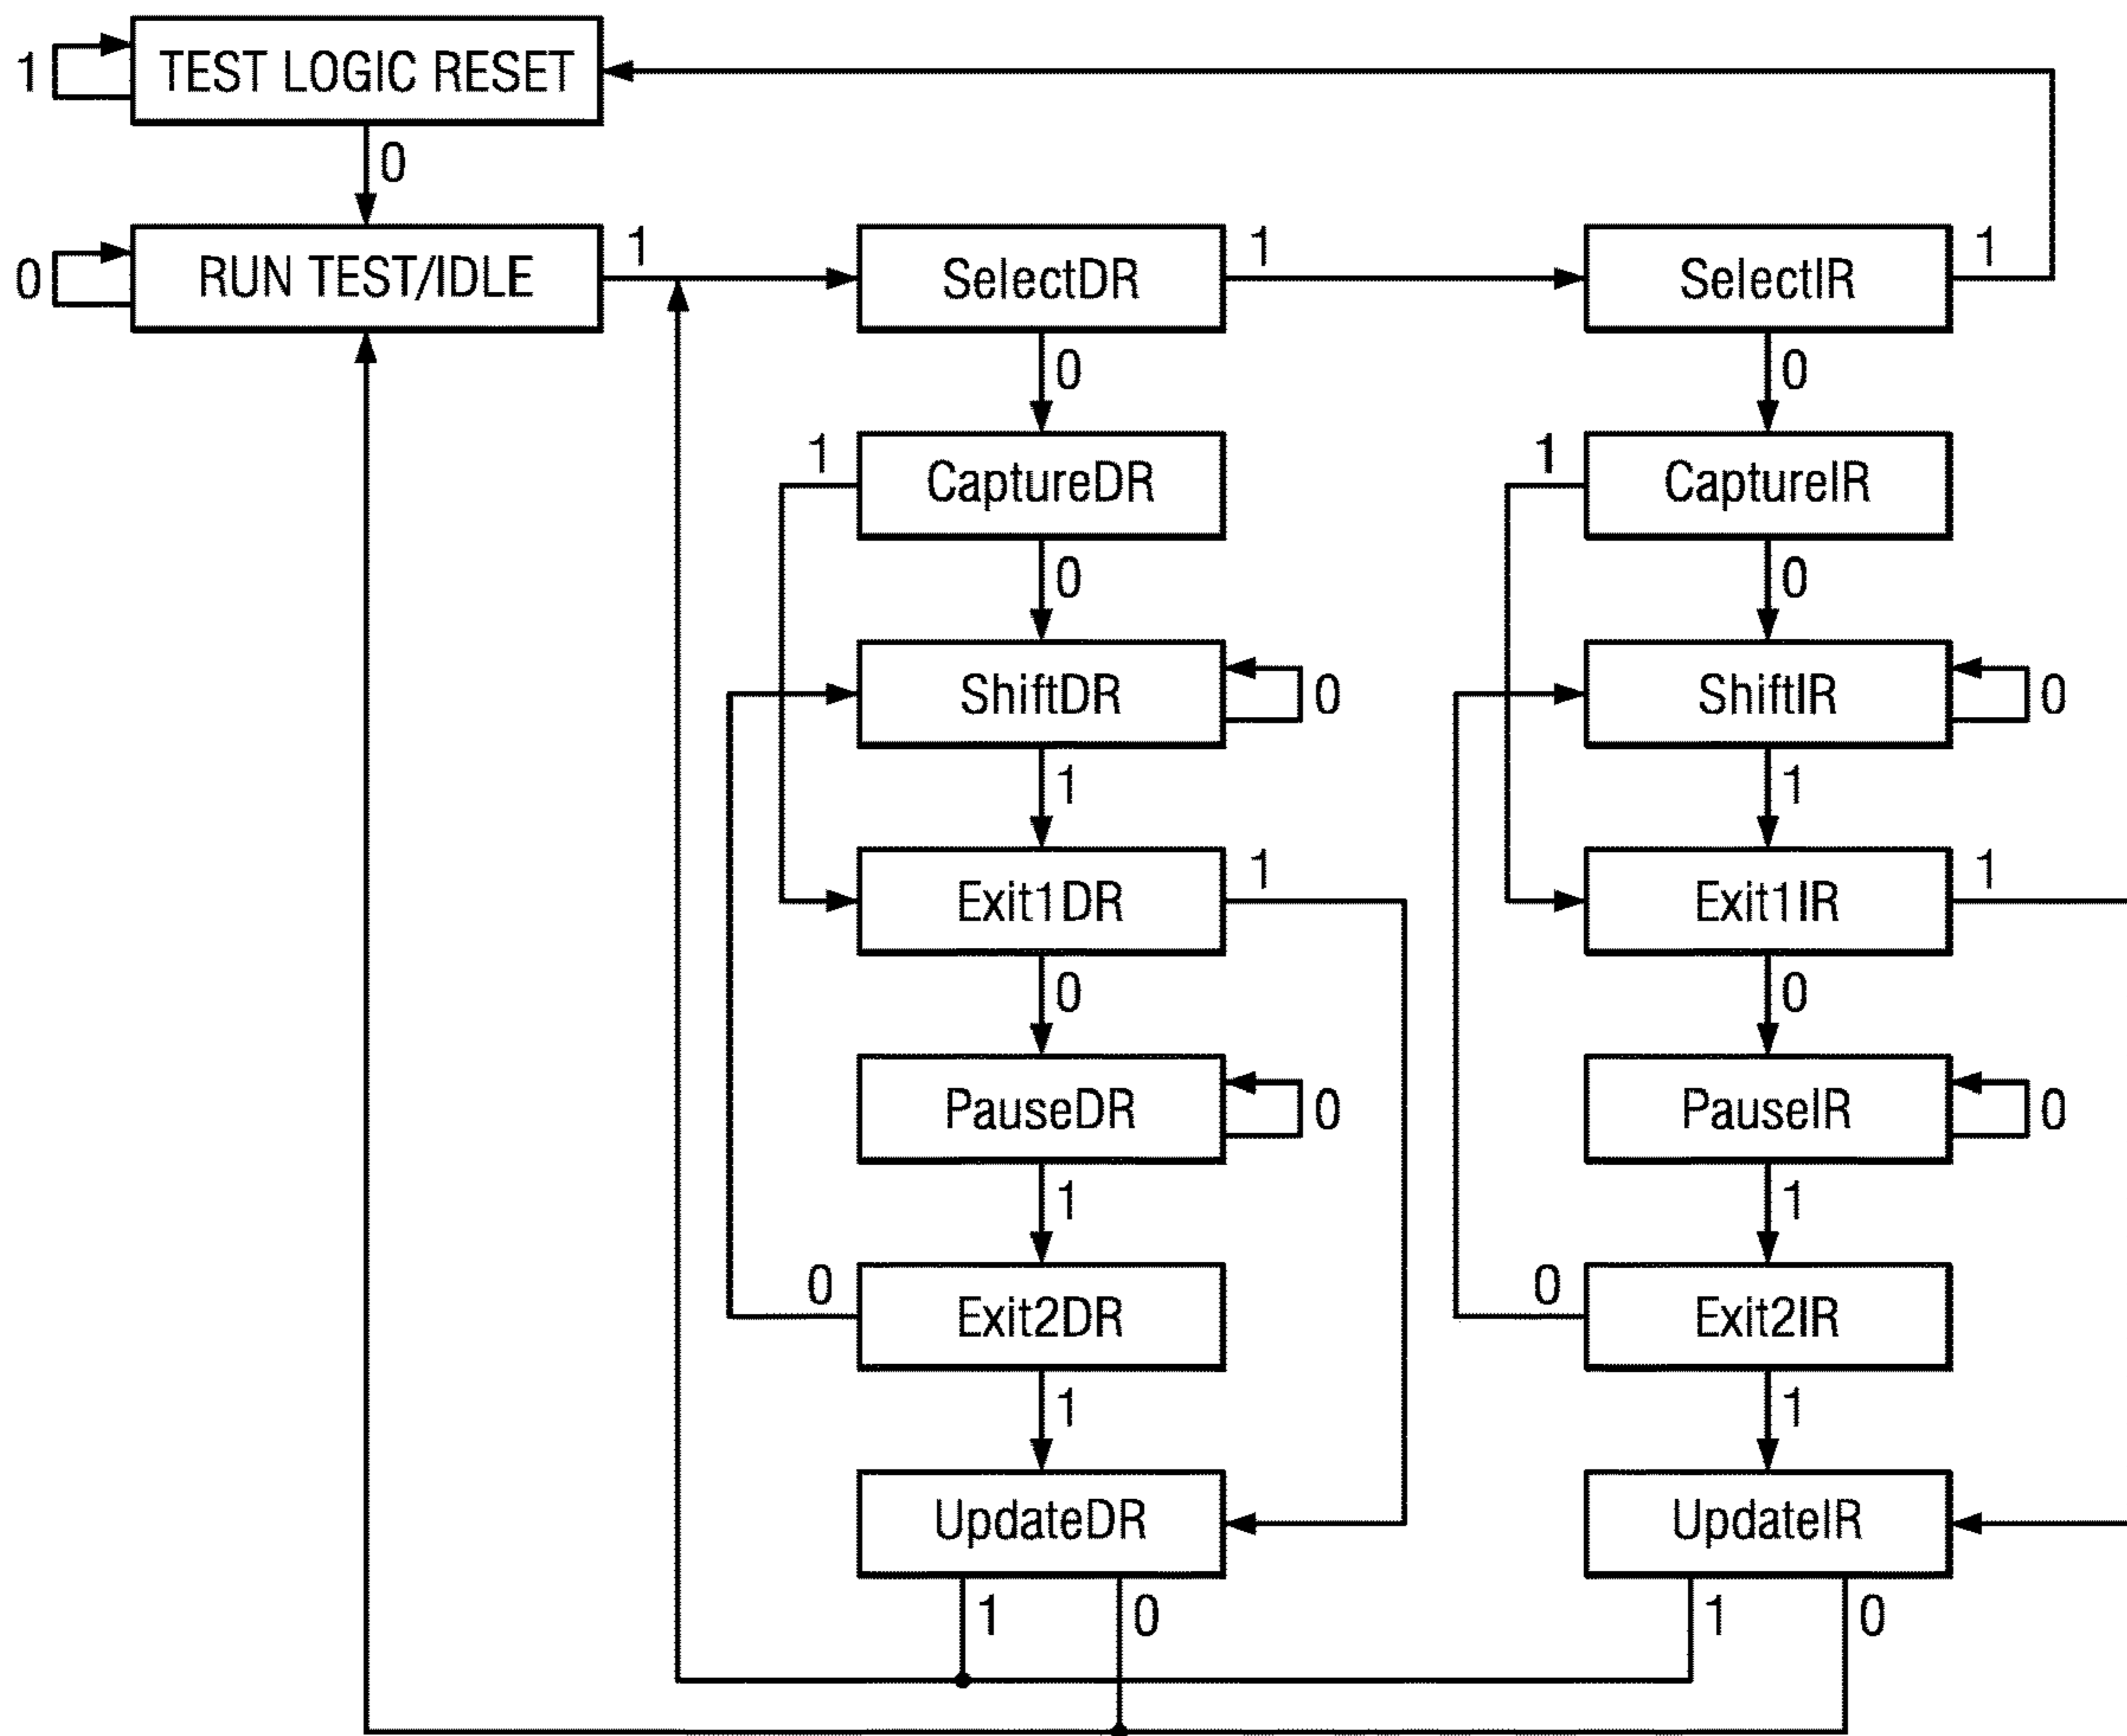 1
TEST LOGIC RESET
0
0
RUN TEST/IDLE
1
SelectDR
1
SelectIR
1
0
0
1
CaptureDR
1
CaptureIR
0
0
ShiftDR
0
ShiftIR
0
1
1
Exit1DR
1
Exit1IR
1
0
0
PauseDR
0
PauseIR
0
1
1
0
Exit2DR
0
Exit2IR
1
1
UpdateDR
UpdateIR
1
0
1
0